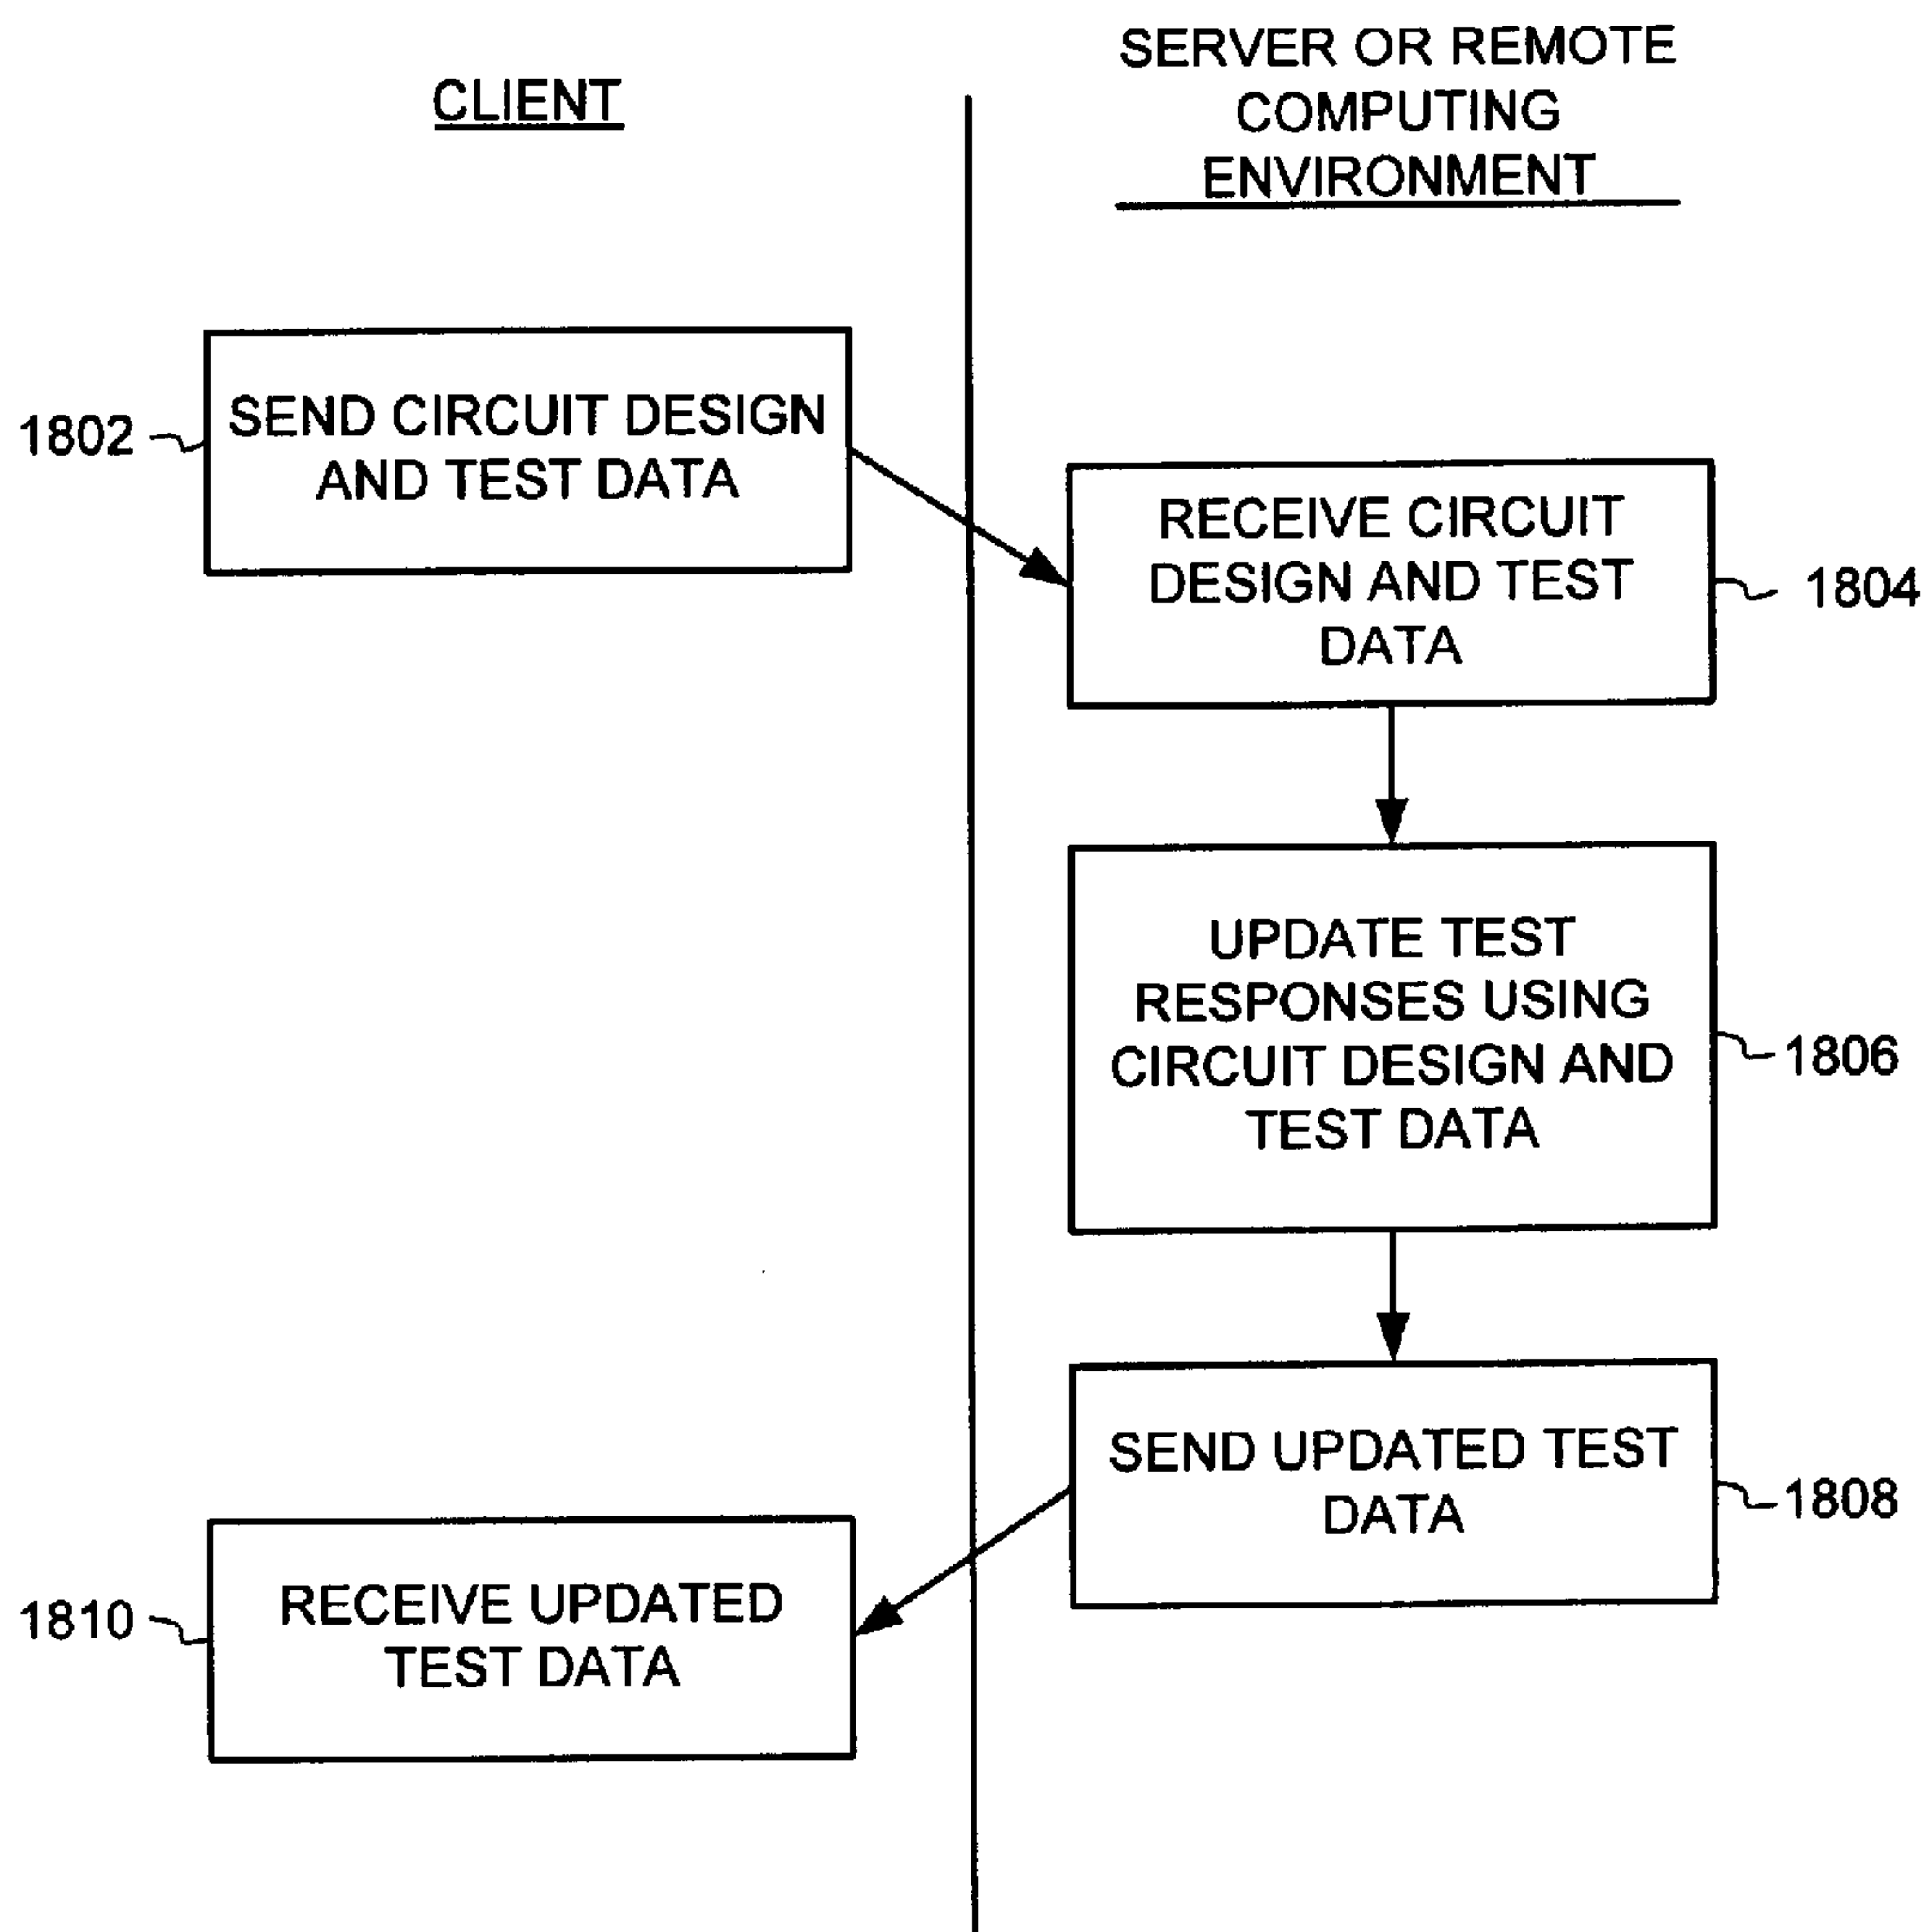 CLIENT
SERVER OR REMOTE
COMPUTING
ENVIRONMENT
1802
SEND CIRCUIT DESIGN
AND TEST DATA
RECEIVE CIRCUIT
DESIGN AND TEST
DATA
1804
UPDATE TEST
RESPONSES USING
CIRCUIT DESIGN AND
TEST DATA
1806
SEND UPDATED TEST
DATA
1808
1810
RECEIVE UPDATED
TEST DATA